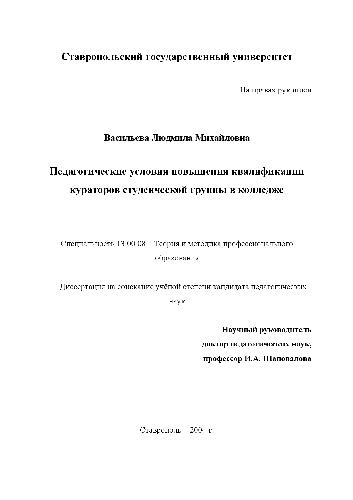 Ставропольский государственный университет
На правах рукописи
Васильева Людмила Михайловна
Педагогические условия повышения квалификации
кураторов студенческой группы в колледже
Специальность 13.00.08 – Теория и методика профессионального
образования
Диссертация на соискание учёной степени кандидата педагогических
наук
Научный руководитель
доктор педагогических наук,
профессор И.А. Шаповалова
Ставрополь – г